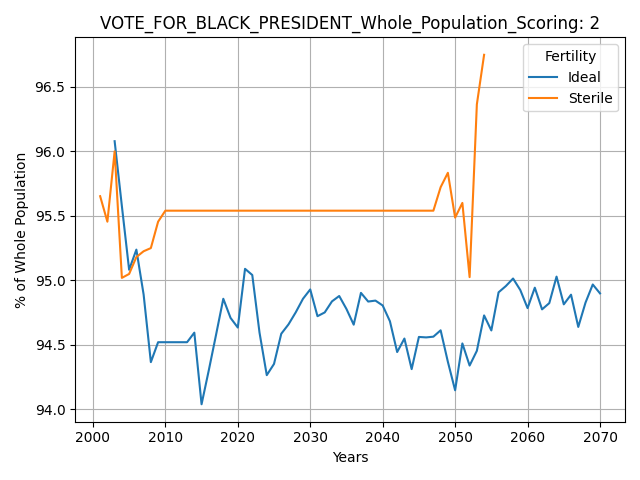 VOTE_FOR_BLACK_PRESIDENT_Whole_Population_Scoring: 2
Fertility
Ideal
Sterile
% of Whole Population
96.5
96.0
95.5
95.0
94.5
94.0
2000 2010 2020 2030 2040 2050 2060 2070
Years